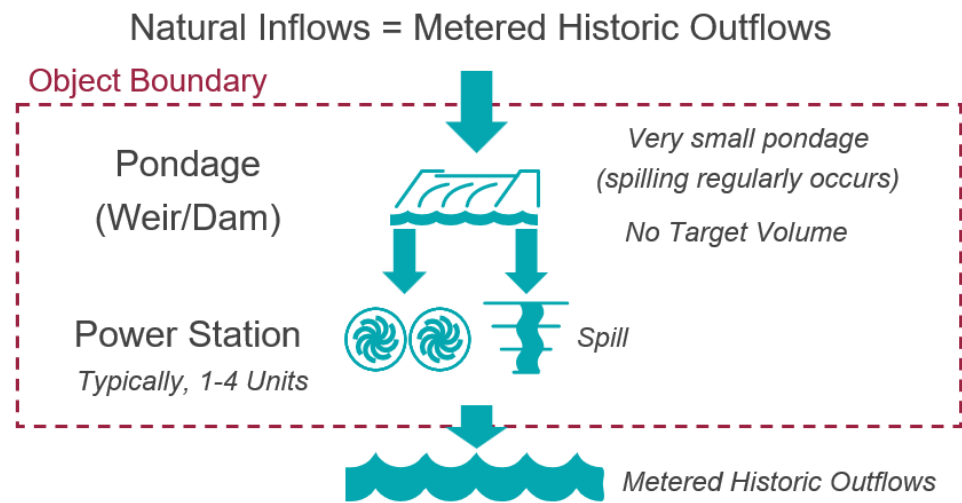 Natural Inflows = Metered Historic Outflows
Object Boundary
Pondage
(Weir/Dam)
Very small pondage
(spilling regularly occurs)
No Target Volume
Power Station
Typically, 1-4 Units
Spill
Metered Historic Outflows